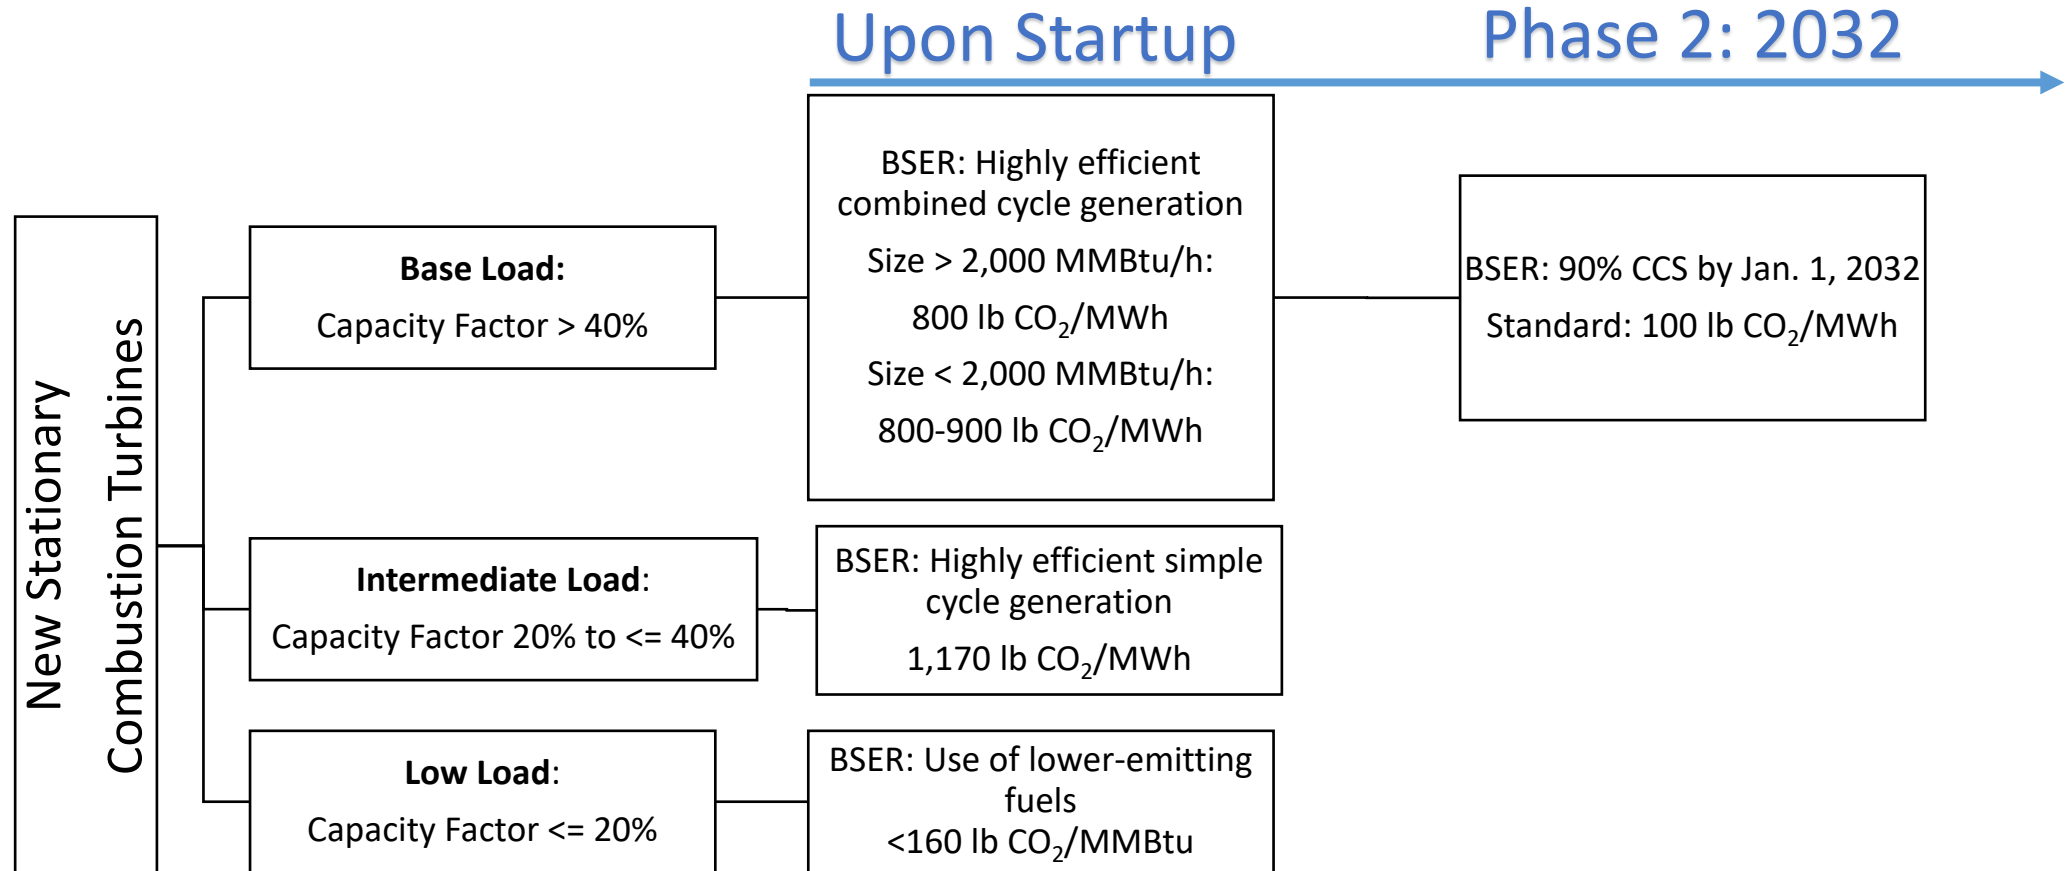 Upon Startup
Phase 2: 2032
New Stationary
Combustion Turbines
Base Load:
Capacity Factor > 40%
BSER: Highly efficient
combined cycle generation
Size > 2,000 MMBtu/h:
800 lb CO₂/MWh
Size < 2,000 MMBtu/h:
800-900 lb CO₂/MWh
BSER: 90% CCS by Jan. 1, 2032
Standard: 100 lb CO₂/MWh
Intermediate Load:
Capacity Factor 20% to <= 40%
BSER: Highly efficient simple
cycle generation
1,170 lb CO₂/MWh
Low Load:
Capacity Factor <= 20%
BSER: Use of lower-emitting
fuels
<160 lb CO₂/MMBtu